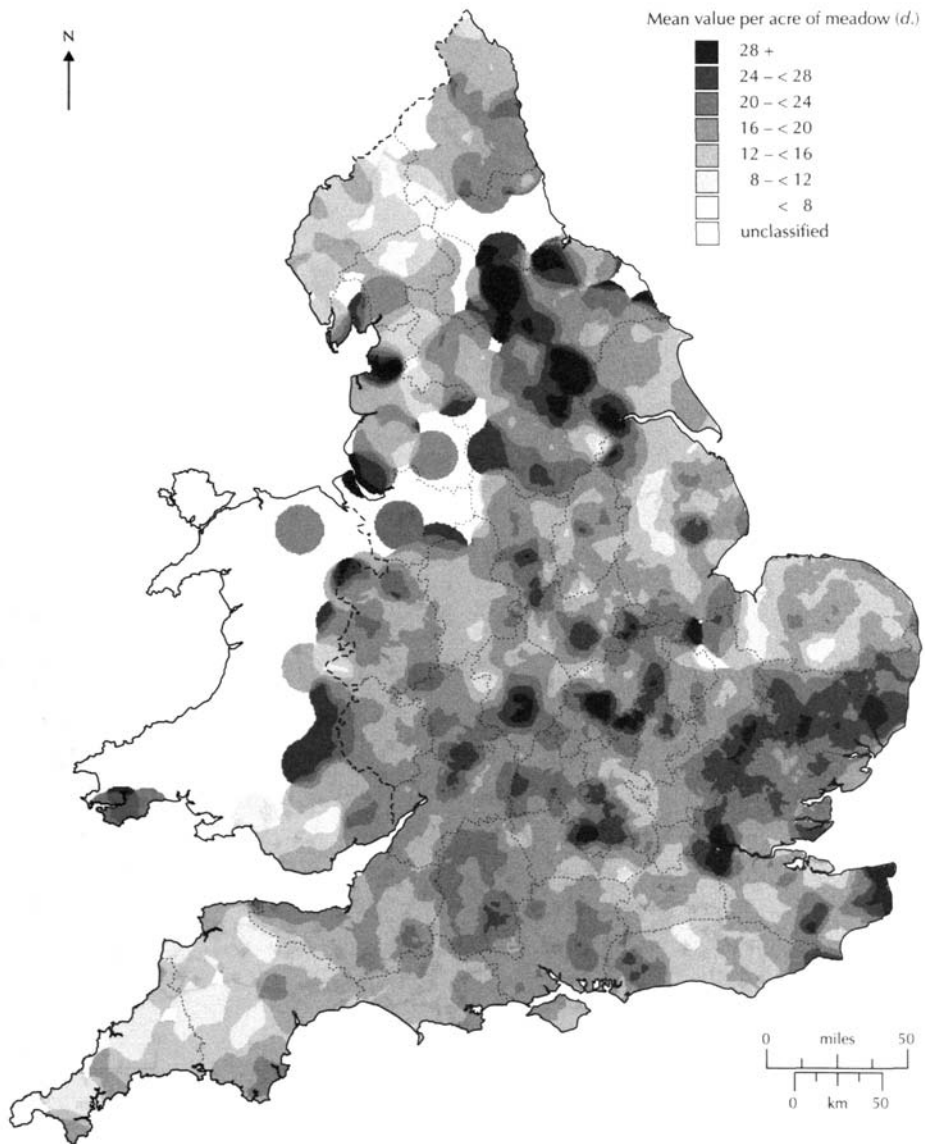 Mean value per acre of meadow (d.)
N
28 +
24 – < 28
20 – < 24
16 – < 20
12 – < 16
8 – < 12
< 8
unclassified
0 miles 50
0 km 50